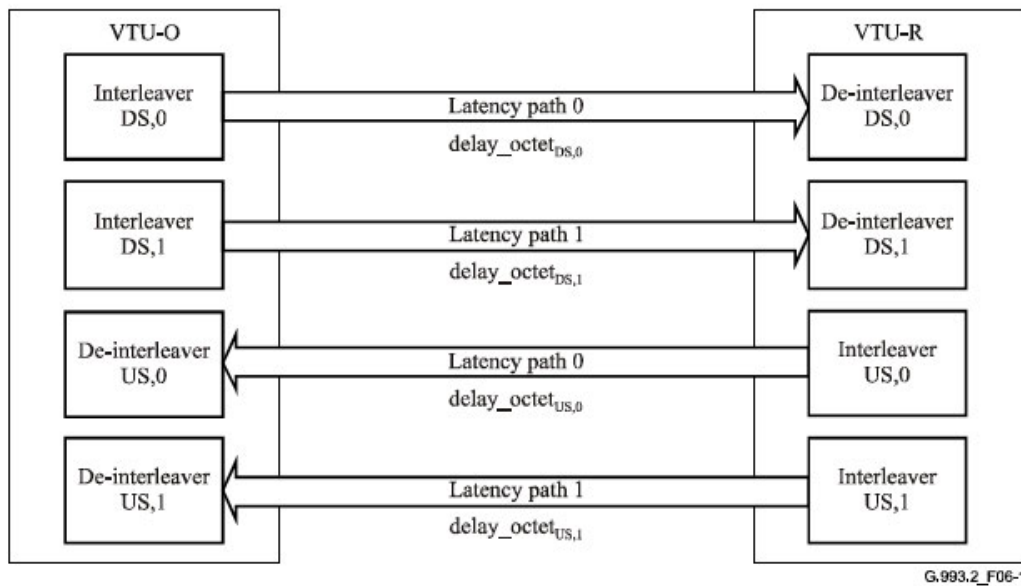 VTU-O
VTU-R
Interleaver
DS,0
Latency path 0
delay_octetDS,0
De-interleaver
DS,0
Interleaver
DS,1
Latency path 1
delay_octetDS,1
De-interleaver
DS,1
De-interleaver
US,0
Latency path 0
delay_octetUS,0
Interleaver
US,0
De-interleaver
US,1
Latency path 1
delay_octetUS,1
Interleaver
US,1
G.993.2_F06-